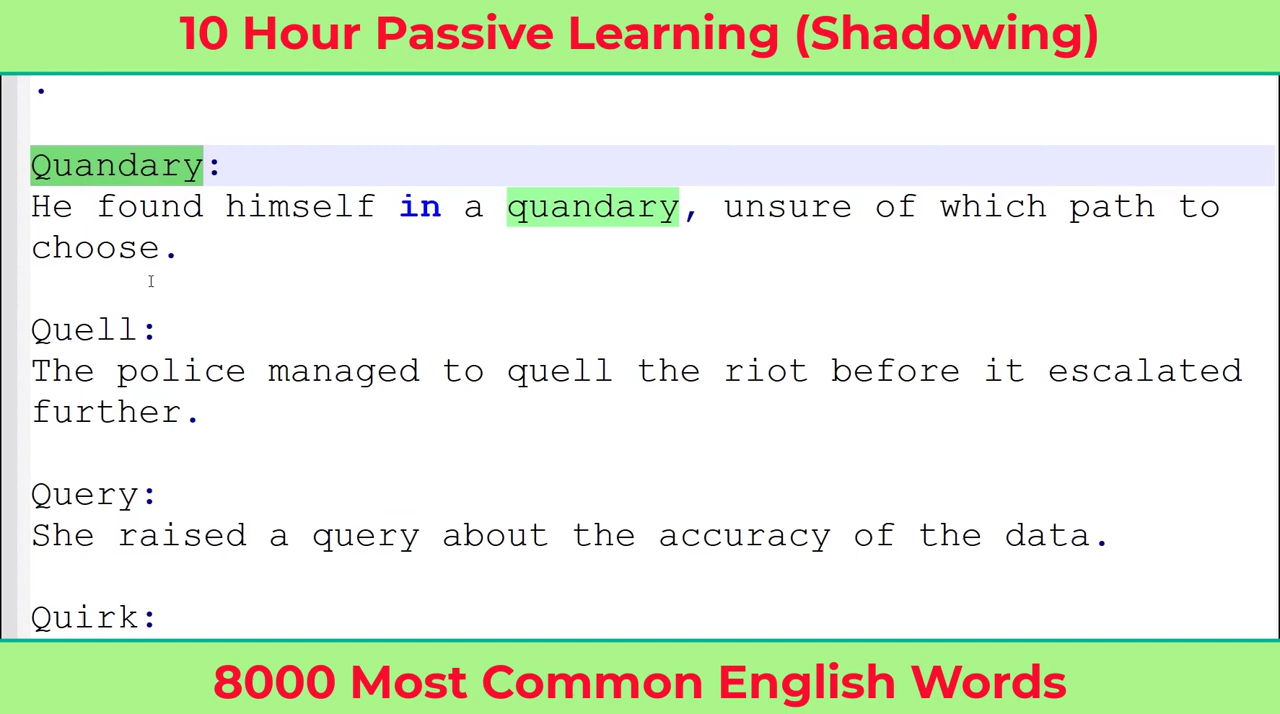 10 Hour Passive Learning (Shadowing)
.
Quandary:
He found himself in a quandary, unsure of which path to
choose.
Quell:
The police managed to quell the riot before it escalated
further.
Query:
She raised a query about the accuracy of the data.
Quirk:
8000 Most Common English Words